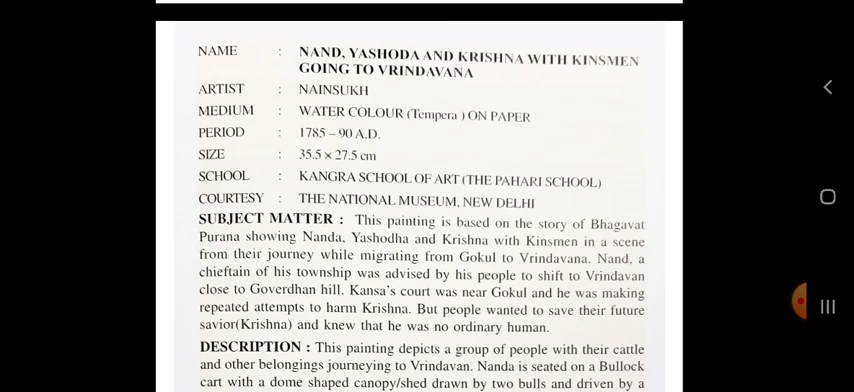 NAME : NAND, YASHODA AND KRISHNA WITH KINSMEN
GOING TO VRINDAVANA
ARTIST : NAINSUKH
MEDIUM : WATER COLOUR (Tempera ) ON PAPER
PERIOD : 1785 – 90 A.D.
SIZE : 35.5 × 27.5 cm
SCHOOL : KANGRA SCHOOL OF ART (THE PAHARI SCHOOL)
COURTESY : THE NATIONAL MUSEUM, NEW DELHI
SUBJECT MATTER : This painting is based on the story of Bhagavat
Purana showing Nanda, Yashodha and Krishna with Kinsmen in a scene
from their journey while migrating from Gokul to Vrindavana. Nand, a
chieftain of his township was advised by his people to shift to Vrindavan
close to Goverdhan hill. Kansa's court was near Gokul and he was making
repeated attempts to harm Krishna. But people wanted to save their future
savior(Krishna) and knew that he was no ordinary human.
DESCRIPTION : This painting depicts a group of people with their cattle
and other belongings journeying to Vrindavan. Nanda is seated on a Bullock
cart with a dome shaped canopy/shed drawn by two bulls and driven by a